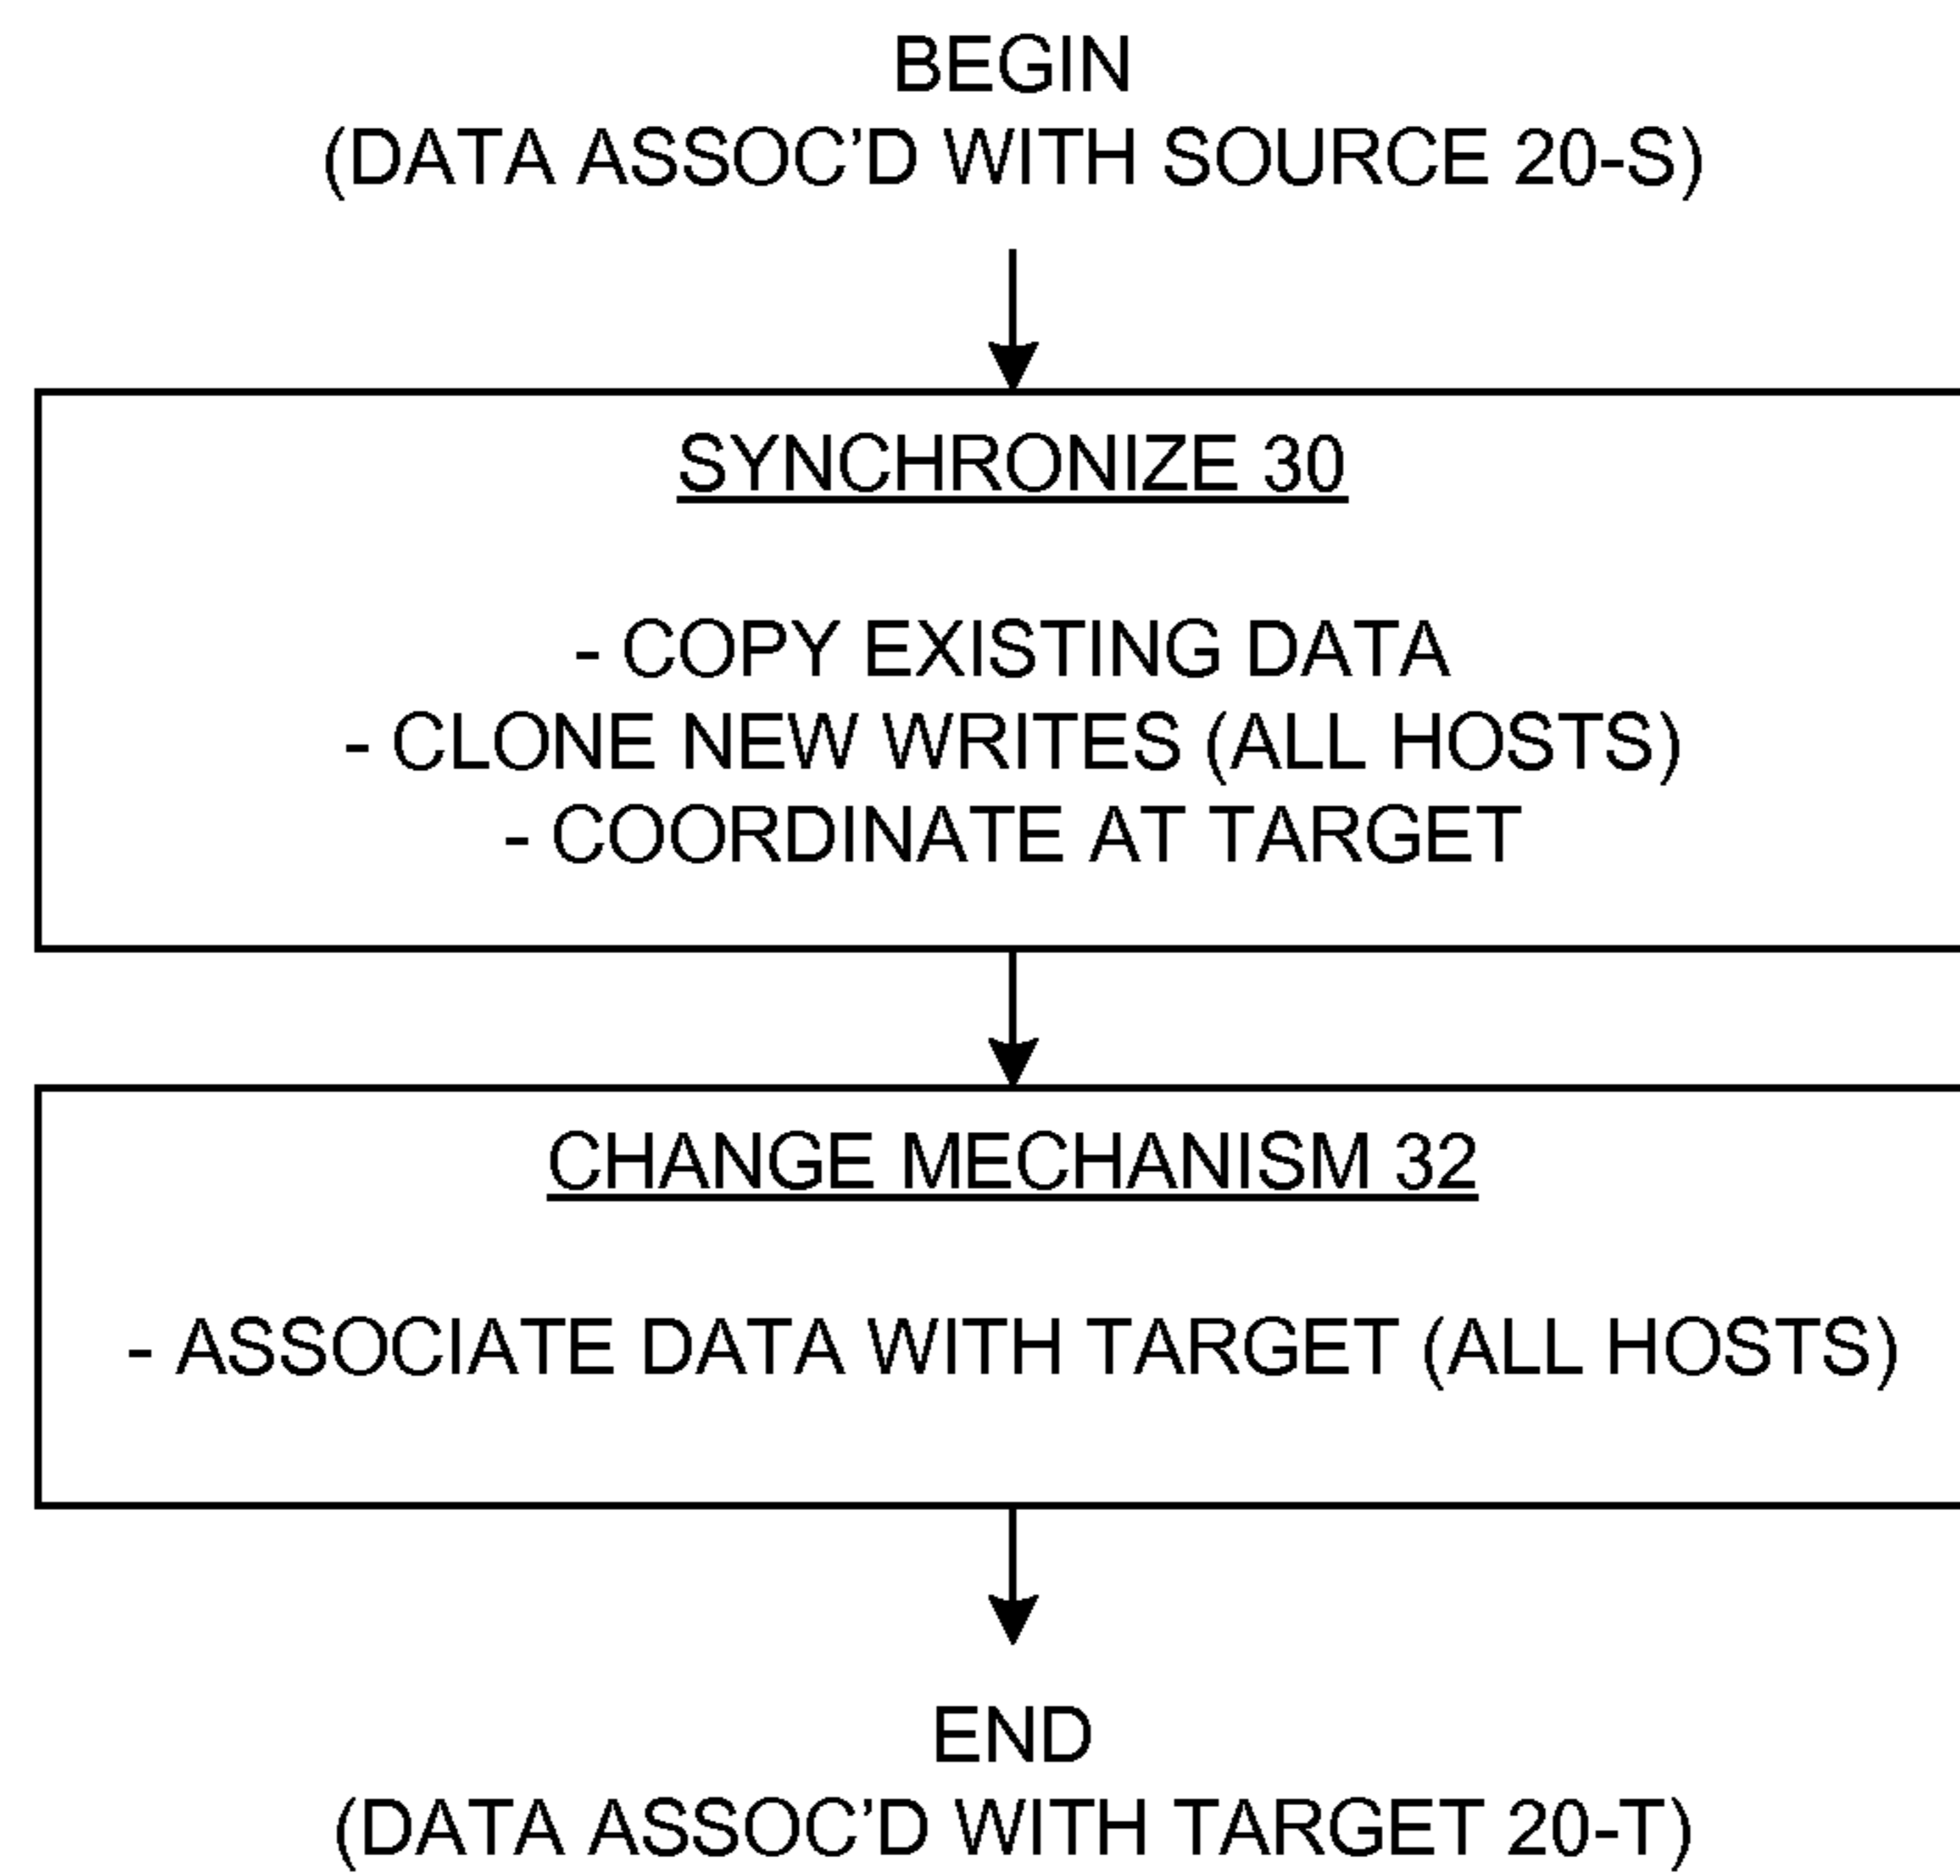 BEGIN
(DATA ASSOC’D WITH SOURCE 20-S)
SYNCHRONIZE 30
- COPY EXISTING DATA
- CLONE NEW WRITES (ALL HOSTS)
- COORDINATE AT TARGET
CHANGE MECHANISM 32
- ASSOCIATE DATA WITH TARGET (ALL HOSTS)
END
(DATA ASSOC’D WITH TARGET 20-T)